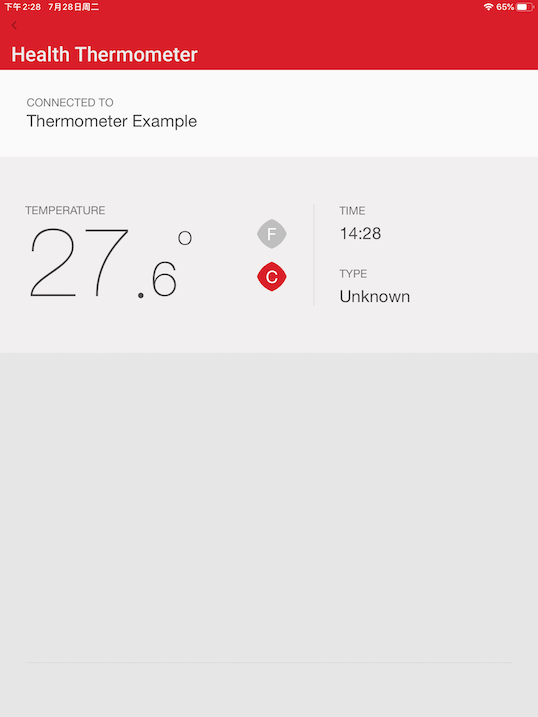 下午2:28 7月28日周二
65%
Health Thermometer
CONNECTED TO
Thermometer Example
TEMPERATURE
27.6°
F
C
TIME
14:28
TYPE
Unknown